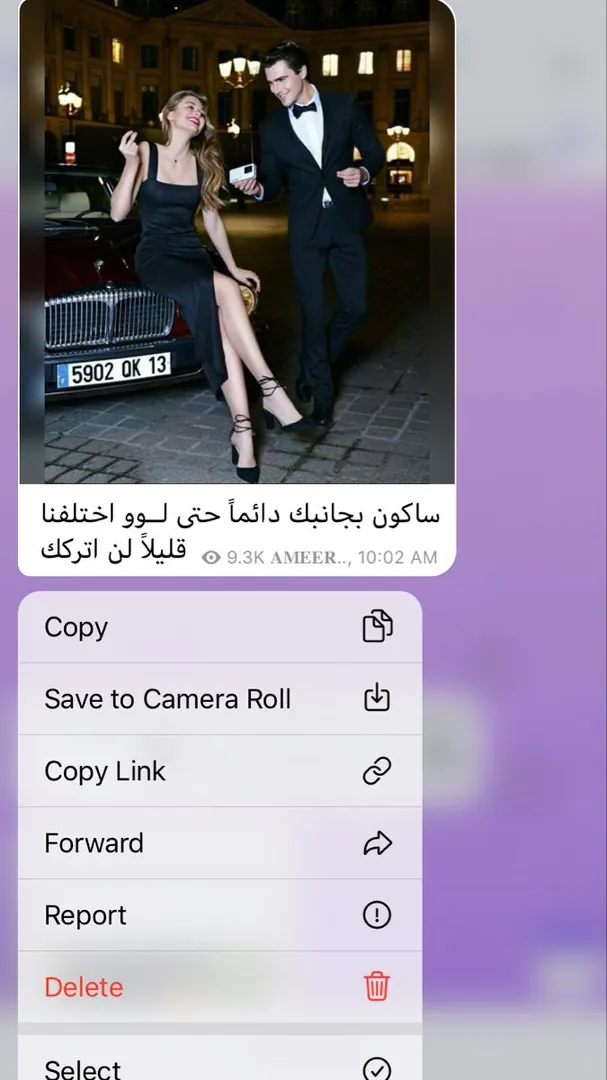 5902 QK 13
ساكون بجانبك دائماً حتى لــوو اختلفنا
قليلاً لن اتركك
9.3K AMEER.., 10:02 AM
Copy
Save to Camera Roll
Copy Link
Forward
Report
Delete
Select